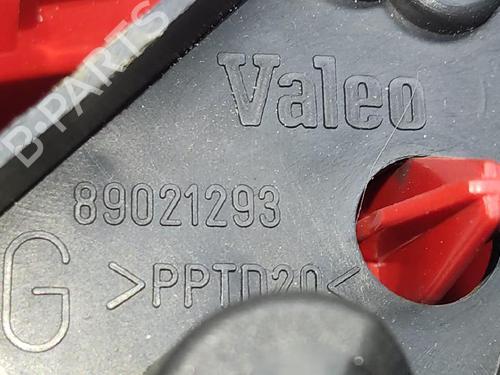 B-PARTS
Valeo
89021293
G >PPTD20<